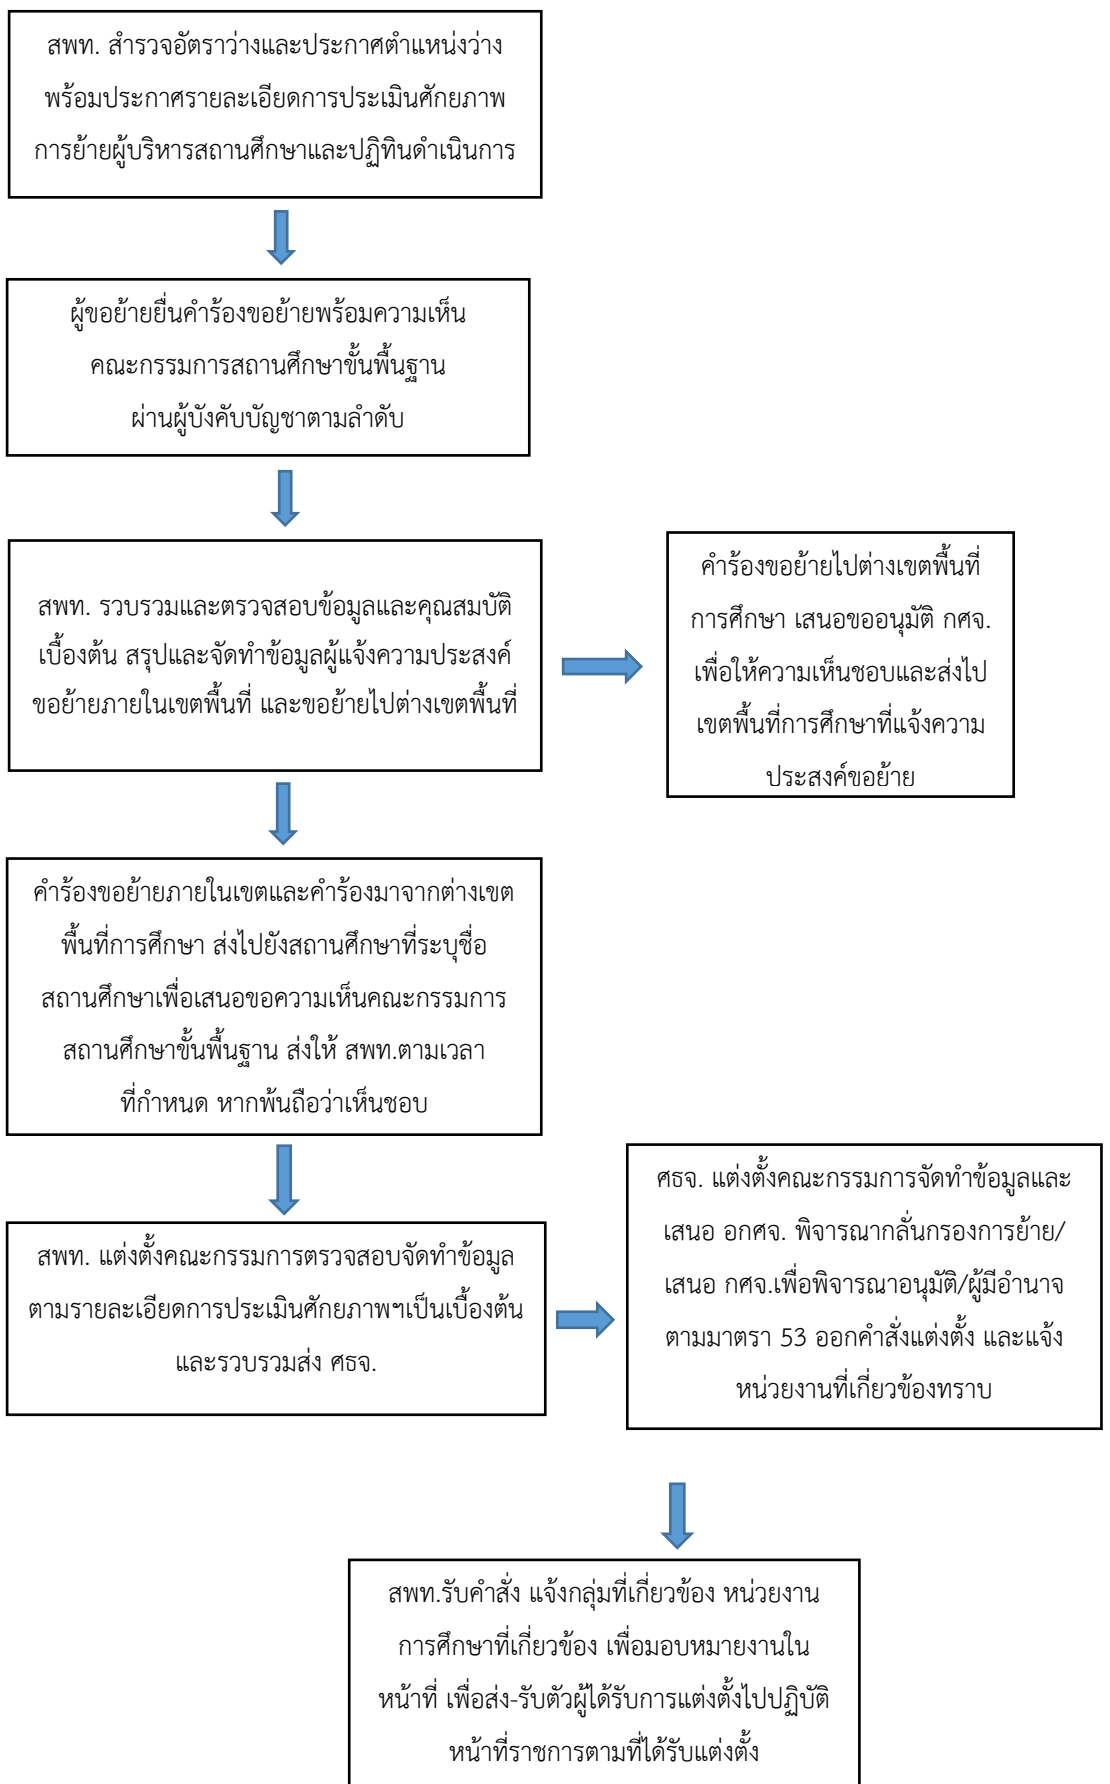 สพท. สำรวจอัตราว่างและประกาศตำแหน่งว่าง
พร้อมประกาศรายละเอียดการประเมินศักยภาพ
การย้ายผู้บริหารสถานศึกษาและปฏิทินดำเนินการ
ผู้ขอย้ายยื่นคำร้องขอย้ายพร้อมความเห็น
คณะกรรมการสถานศึกษาขั้นพื้นฐาน
ผ่านผู้บังคับบัญชาตามลำดับ
สพท. รวบรวมและตรวจสอบข้อมูลและคุณสมบัติ
เบื้องต้น สรุปและจัดทำข้อมูลผู้แจ้งความประสงค์
ขอย้ายภายในเขตพื้นที่ และขอย้ายไปต่างเขตพื้นที่
คำร้องขอย้ายไปต่างเขตพื้นที่
การศึกษา เสนอขออนุมัติ กศจ.
เพื่อให้ความเห็นชอบและส่งไป
เขตพื้นที่การศึกษาที่แจ้งความ
ประสงค์ขอย้าย
คำร้องขอย้ายภายในเขตและคำร้องมาจากต่างเขต
พื้นที่การศึกษา ส่งไปยังสถานศึกษาที่ระบุชื่อ
สถานศึกษาเพื่อเสนอขอความเห็นคณะกรรมการ
สถานศึกษาขั้นพื้นฐาน ส่งให้ สพท.ตามเวลา
ที่กำหนด หากพ้นถือว่าเห็นชอบ
สพท. แต่งตั้งคณะกรรมการตรวจสอบจัดทำข้อมูล
ตามรายละเอียดการประเมินศักยภาพฯเป็นเบื้องต้น
และรวบรวมส่ง ศธจ.
ศธจ. แต่งตั้งคณะกรรมการจัดทำข้อมูลและ
เสนอ อกศจ. พิจารณากลั่นกรองการย้าย/
เสนอ กศจ.เพื่อพิจารณาอนุมัติ/ผู้มีอำนาจ
ตามมาตรา 53 ออกคำสั่งแต่งตั้ง และแจ้ง
หน่วยงานที่เกี่ยวข้องทราบ
สพท.รับคำสั่ง แจ้งกลุ่มที่เกี่ยวข้อง หน่วยงาน
การศึกษาที่เกี่ยวข้อง เพื่อมอบหมายงานใน
หน้าที่ เพื่อส่ง-รับตัวผู้ได้รับการแต่งตั้งไปปฏิบัติ
หน้าที่ราชการตามที่ได้รับแต่งตั้ง